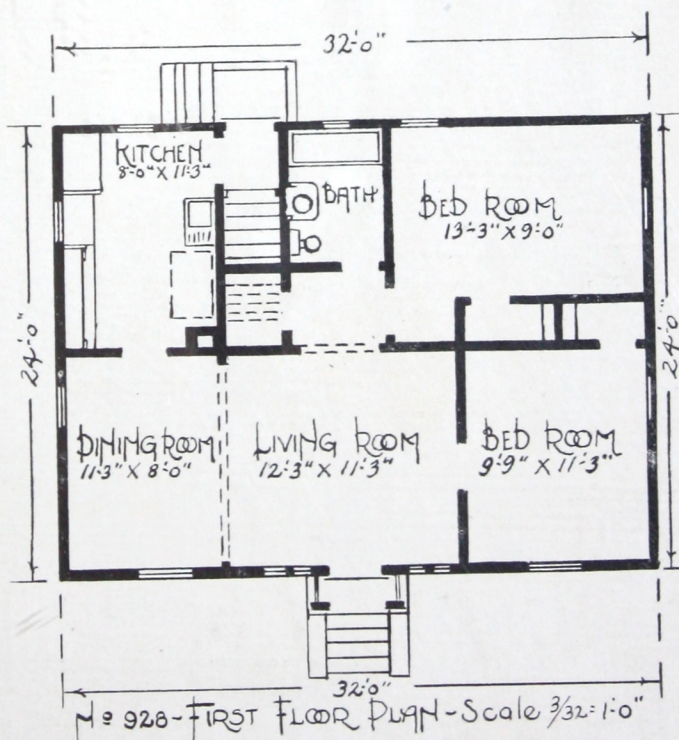 32'-0"
KITCHEN
8'-0" X 11'-3"
BATH
BED ROOM
13'-3" X 9'-0"
24'-0"
24'-0"
DINING ROOM
11'-3" X 8'-0"
LIVING ROOM
12'-3" X 11'-3"
BED ROOM
9'-9" X 11'-3"
32'-0"
No 928 - FIRST FLOOR PLAN - Scale 3/32 = 1'-0"